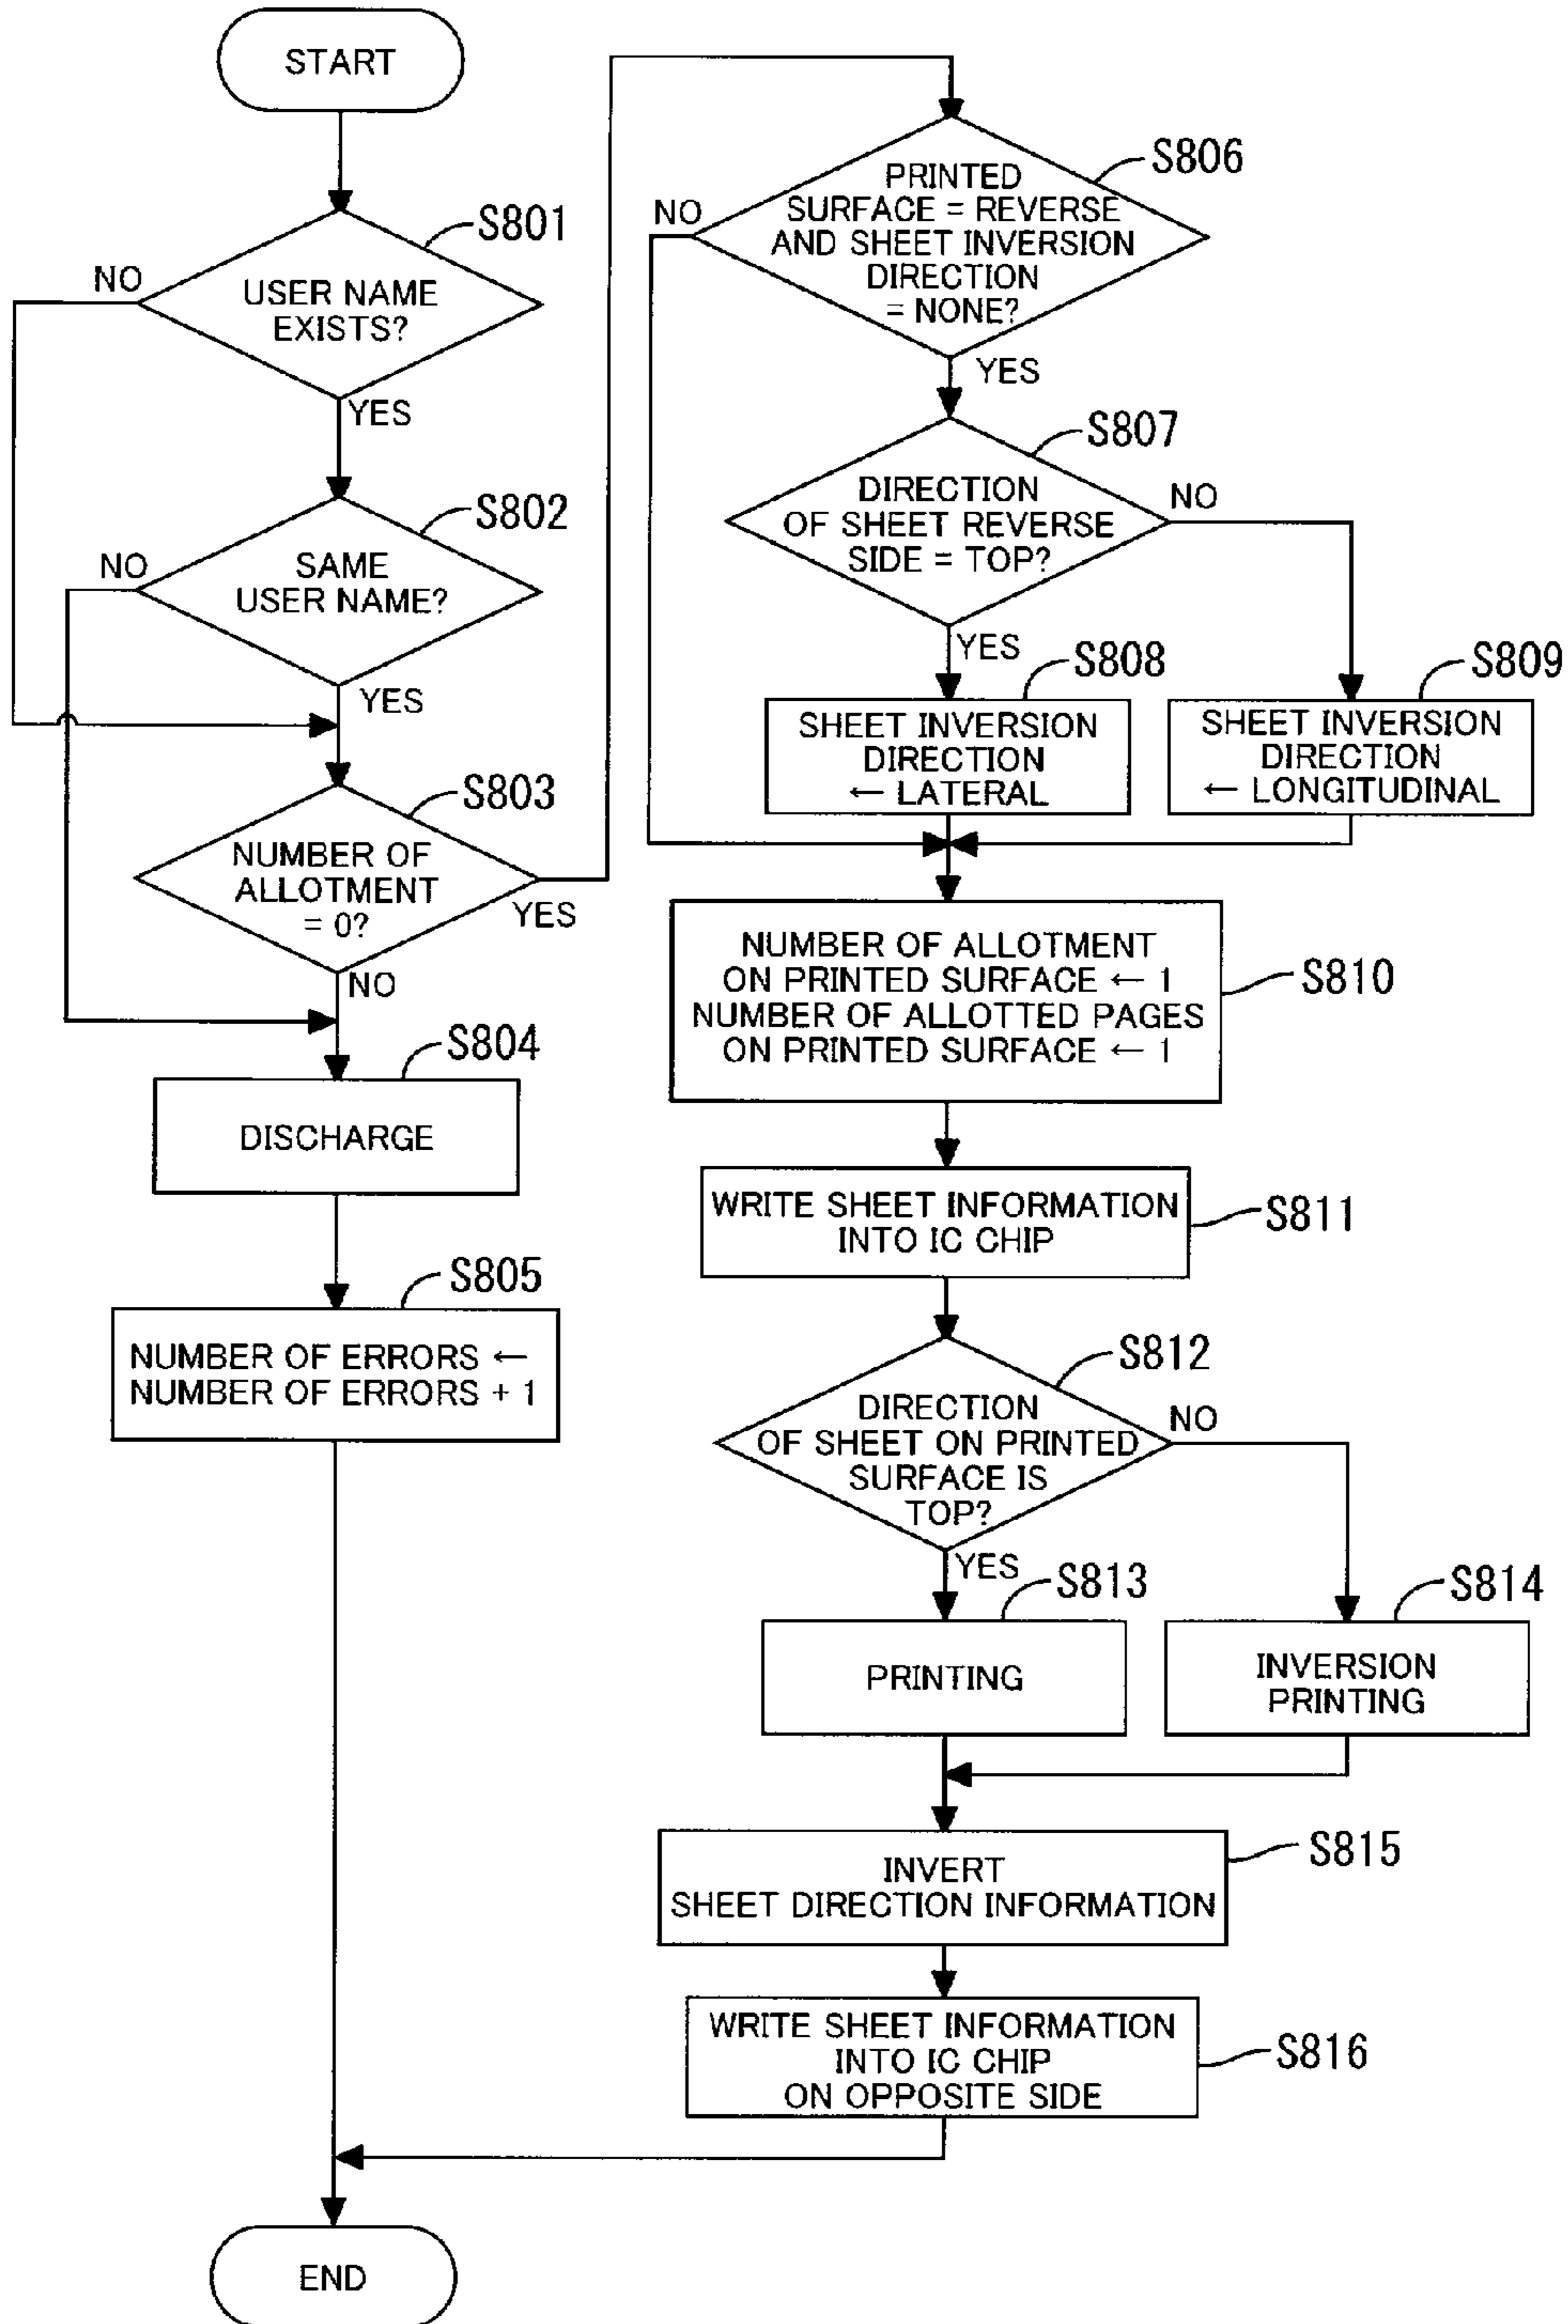 START
S801
NO
USER NAME
EXISTS?
YES
S802
NO
SAME
USER NAME?
YES
S803
NUMBER OF
ALLOTMENT
= 0?
YES
NO
S804
DISCHARGE
S805
NUMBER OF ERRORS ←
NUMBER OF ERRORS + 1
S806
NO
PRINTED
SURFACE = REVERSE
AND SHEET INVERSION
DIRECTION
= NONE?
YES
S807
DIRECTION
OF SHEET REVERSE
SIDE = TOP?
NO
YES
S808
SHEET INVERSION
DIRECTION
← LATERAL
S809
SHEET INVERSION
DIRECTION
← LONGITUDINAL
NUMBER OF ALLOTMENT
ON PRINTED SURFACE ← 1
NUMBER OF ALLOTTED PAGES
ON PRINTED SURFACE ← 1
S810
WRITE SHEET INFORMATION
INTO IC CHIP
S811
S812
DIRECTION
OF SHEET ON PRINTED
SURFACE IS
TOP?
NO
YES
S813
PRINTING
S814
INVERSION
PRINTING
S815
INVERT
SHEET DIRECTION INFORMATION
WRITE SHEET INFORMATION
INTO IC CHIP
ON OPPOSITE SIDE
S816
END